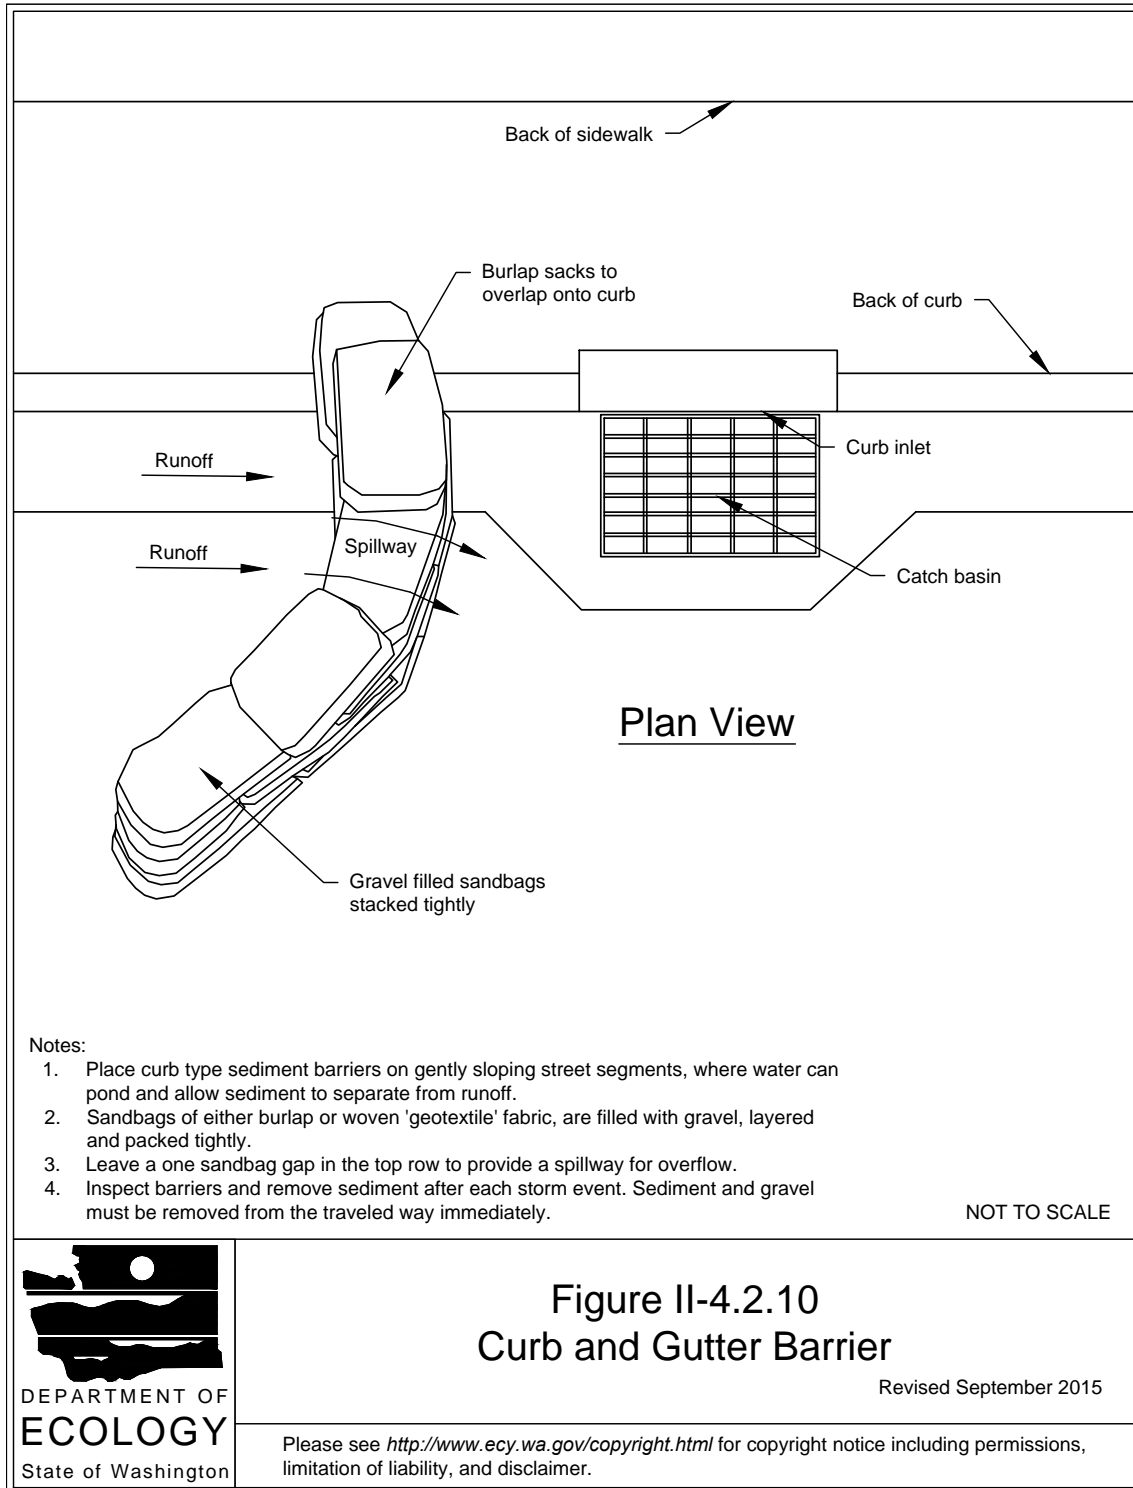 Back of sidewalk
Burlap sacks to
overlap onto curb
Back of curb
Curb inlet
Runoff
Spillway
Runoff
Catch basin
Plan View
Gravel filled sandbags
stacked tightly
Notes:
1. Place curb type sediment barriers on gently sloping street segments, where water can
pond and allow sediment to separate from runoff.
2. Sandbags of either burlap or woven 'geotextile' fabric, are filled with gravel, layered
and packed tightly.
3. Leave a one sandbag gap in the top row to provide a spillway for overflow.
4. Inspect barriers and remove sediment after each storm event. Sediment and gravel
must be removed from the traveled way immediately.
NOT TO SCALE
Figure II-4.2.10
Curb and Gutter Barrier
Revised September 2015
DEPARTMENT OF
ECOLOGY
State of Washington
Please see http://www.ecy.wa.gov/copyright.html for copyright notice including permissions,
limitation of liability, and disclaimer.